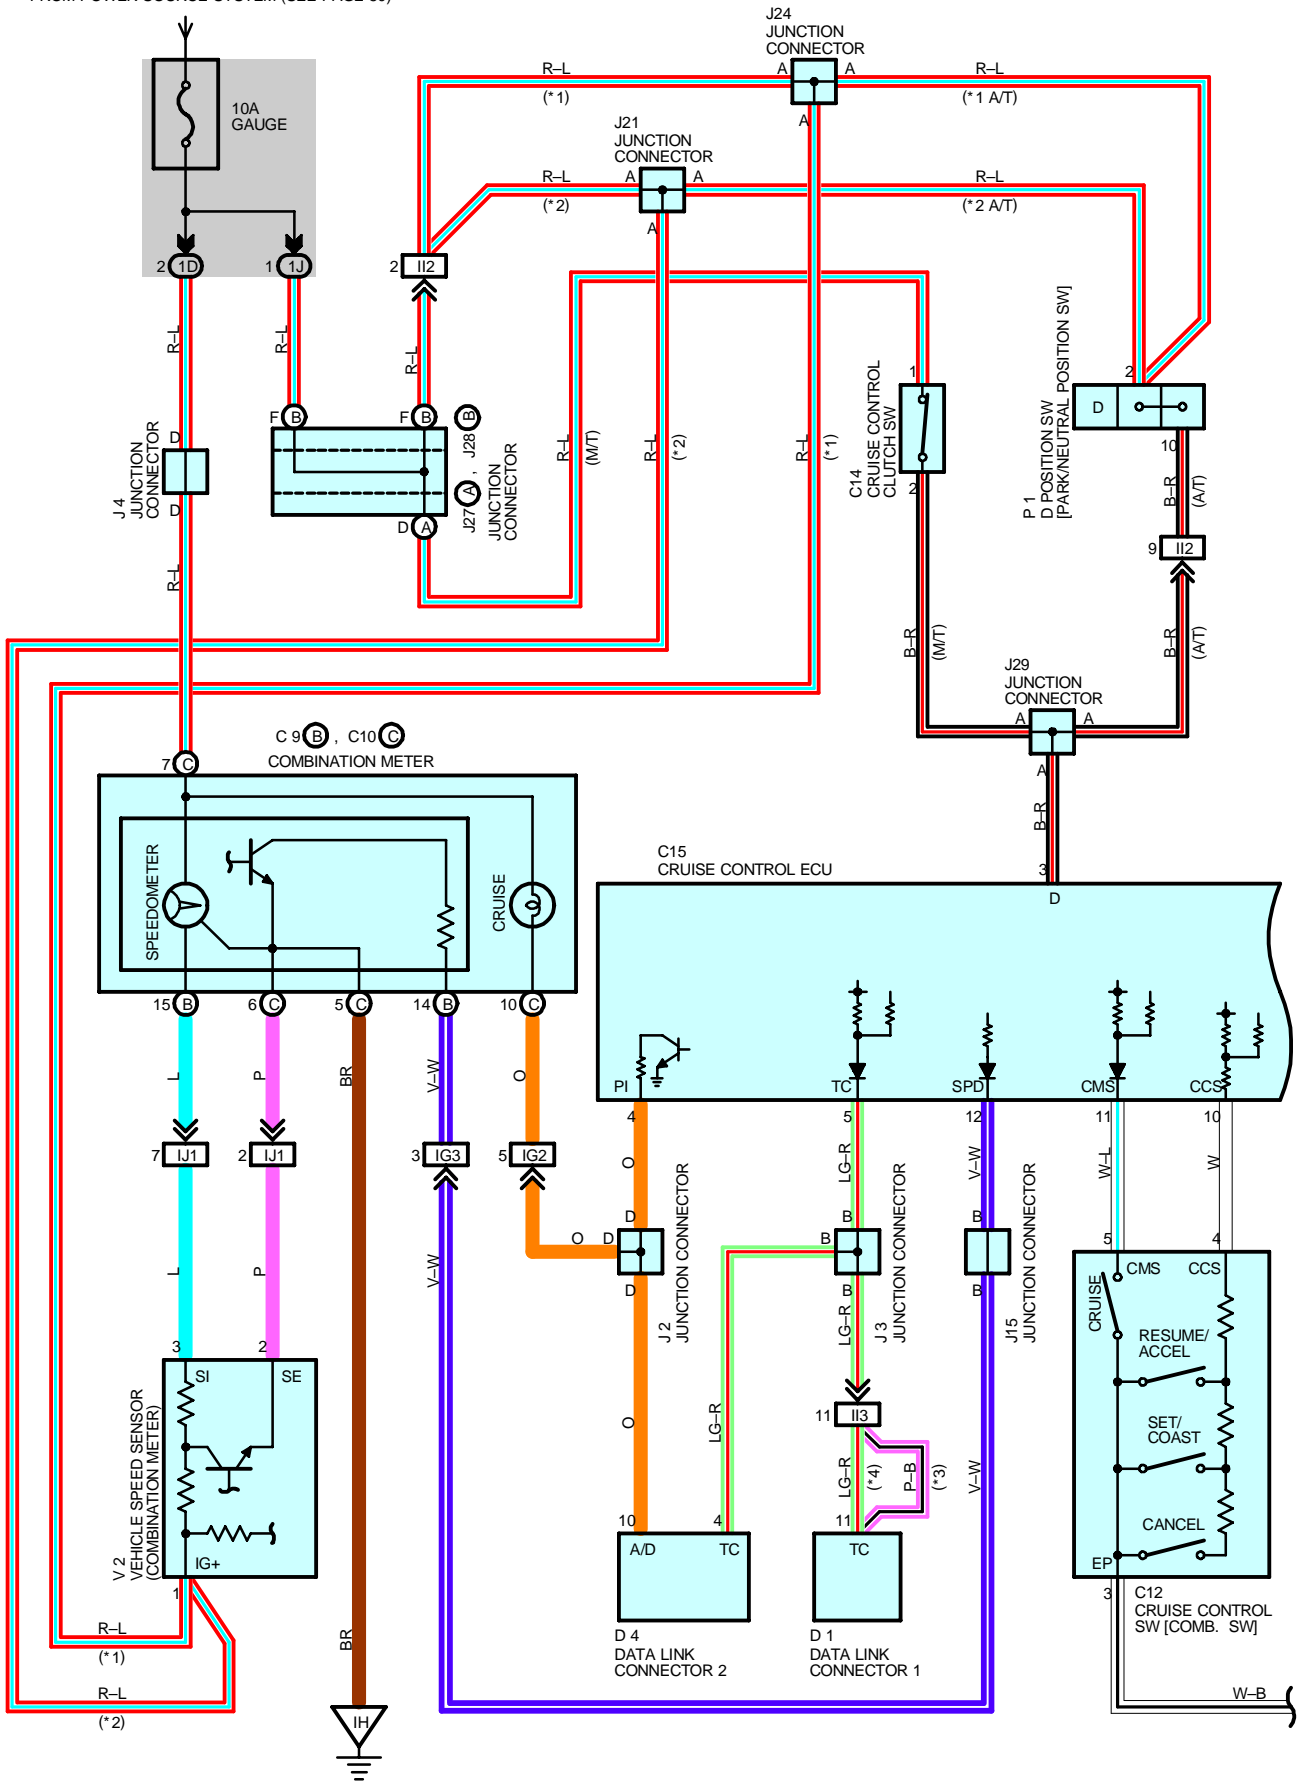 J24
JUNCTION
CONNECTOR
10A
GAUGE
A
A
R–L
(*1)
R–L
(*1 A/T)
A
J21
JUNCTION
CONNECTOR
A
A
R–L
(*2)
R–L
(*2 A/T)
A
2
1D
1
1J
2
II2
R–L
R–L
R–L
F
B
F
B
J28
B
J27
A
,
JUNCTION
CONNECTOR
D
A
J 4
JUNCTION
CONNECTOR
D
D
R–L
R–L
(M/T)
R–L
(*2)
R–L
(*1)
1
C14
CRUISE CONTROL
CLUTCH SW
2
2
D
P 1
D POSITION SW
[PARK/NEUTRAL POSITION SW]
10
B–R
(A/T)
9
II2
B–R
(M/T)
B–R
(A/T)
J29
JUNCTION
CONNECTOR
A
A
A
B–R
C 9
B
, C10
C
COMBINATION METER
7
C
SPEEDOMETER
CRUISE
C15
CRUISE CONTROL ECU
3
D
15
B
6
C
5
C
14
B
10
C
PI
TC
SPD
CMS
CCS
4
5
12
11
10
L
P
BR
V–W
O
O
LG–R
V–W
W–L
W
7
IJ1
2
IJ1
3
IG3
5
IG2
L
P
V–W
O
D
D
D
J 2
JUNCTION CONNECTOR
B
B
B
J 3
JUNCTION CONNECTOR
B
B
J15
JUNCTION CONNECTOR
5
4
CMS
CCS
CRUISE
RESUME/
ACCEL
SET/
COAST
CANCEL
EP
3
C12
CRUISE CONTROL
SW [COMB. SW]
W–B
LG–R
11
II3
O
LG–R
LG–R
(*4)
P–B
(*3)
V–W
3
2
SI
SE
V 2
VEHICLE SPEED SENSOR
(COMBINATION METER)
IG+
1
R–L
(*1)
R–L
(*2)
BR
IH
10
4
A/D
TC
D 4
DATA LINK
CONNECTOR 2
11
TC
D 1
DATA LINK
CONNECTOR 1